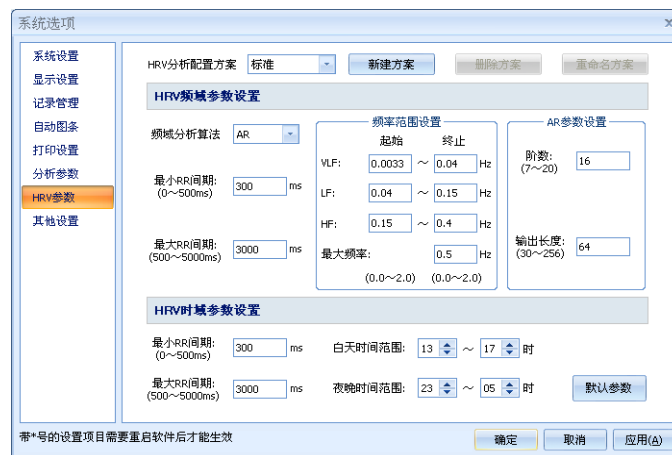 系统选项 x
系统设置
显示设置
记录管理
自动图条
打印设置
分析参数
HRV参数
其他设置
HRV分析配置方案 标准 新建方案 删除方案 重命名方案
HRV频域参数设置
频域分析算法 AR
最小RR间期: 300 ms
(0～500ms)
最大RR间期: 3000 ms
(500～5000ms)
频率范围设置
起始 终止
VLF: 0.0033 ～ 0.04 Hz
LF: 0.04 ～ 0.15 Hz
HF: 0.15 ～ 0.4 Hz
最大频率: 0.5 Hz
(0.0～2.0) (0.0～2.0)
AR参数设置
阶数: 16
(7～20)
输出长度: 64
(30～256)
HRV时域参数设置
最小RR间期: 300 ms 白天时间范围: 13 ～ 17 时
(0～500ms)
最大RR间期: 3000 ms 夜晚时间范围: 23 ～ 05 时 默认参数
(500～5000ms)
带*号的设置项目需要重启软件后才能生效 确定 取消 应用(A)